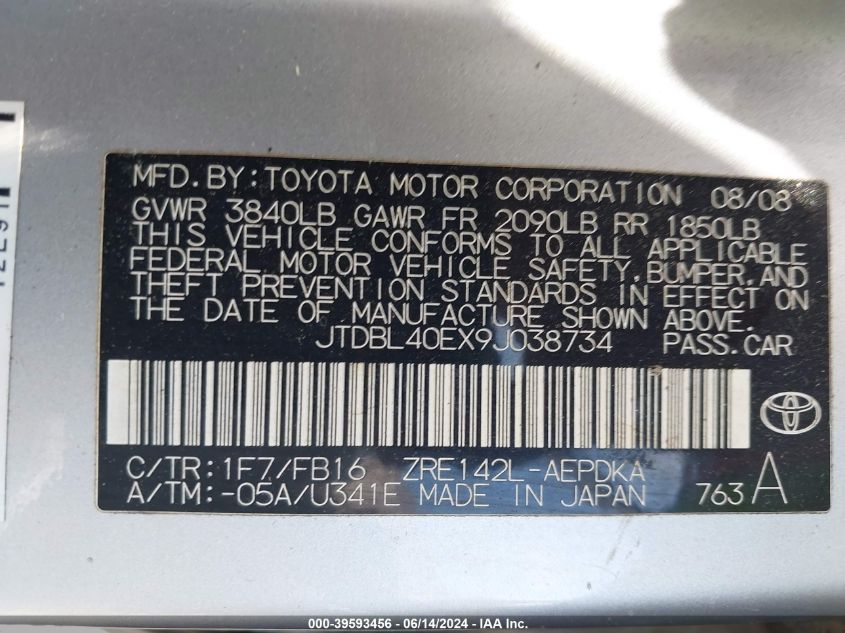 MFD. BY: TOYOTA MOTOR CORPORATION 08/08
GVWR 3840LB GAWR FR 2090LB RR 1850LB
THIS VEHICLE CONFORMS TO ALL APPLICABLE
FEDERAL MOTOR VEHICLE SAFETY, BUMPER, AND
THEFT PREVENTION STANDARDS IN EFFECT ON
THE DATE OF MANUFACTURE SHOWN ABOVE.
JTDBL40EX9J038734 PASS. CAR
C/TR: 1F7/FB16 ZRE142L-AEPDKA
A/TM: -05A/U341E MADE IN JAPAN 763 A
000-39593456 - 06/14/2024 - IAA Inc.